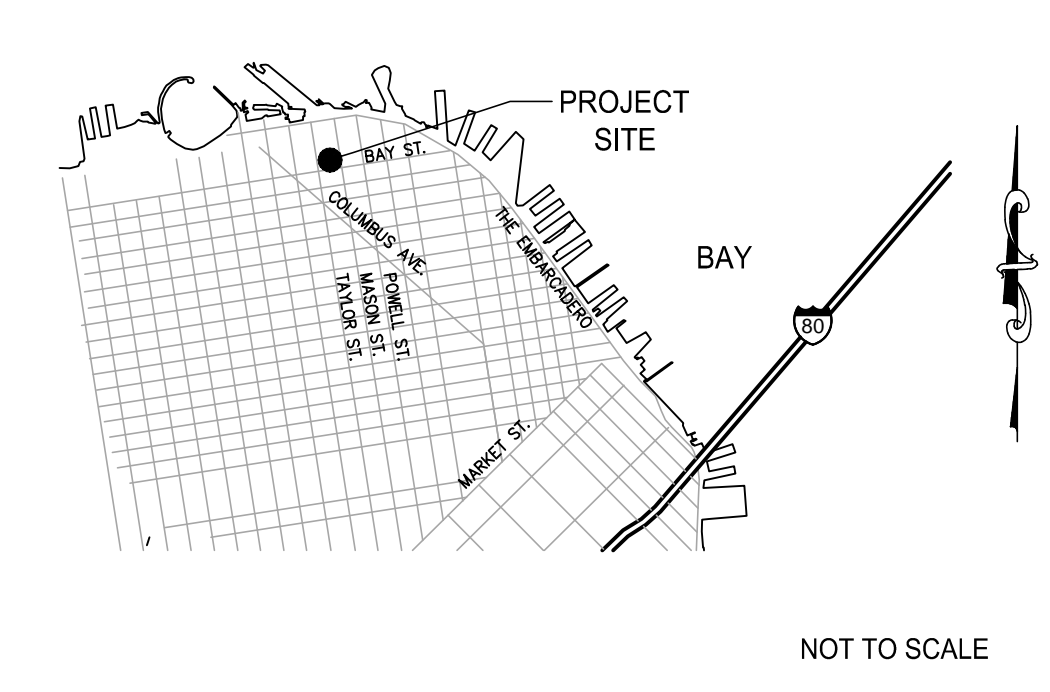 PROJECT
SITE
BAY ST.
COLUMBUS AVE.
THE EMBARCADERO
BAY
POWELL ST.
MASON ST.
TAYLOR ST.
80
MARKET ST.
NOT TO SCALE